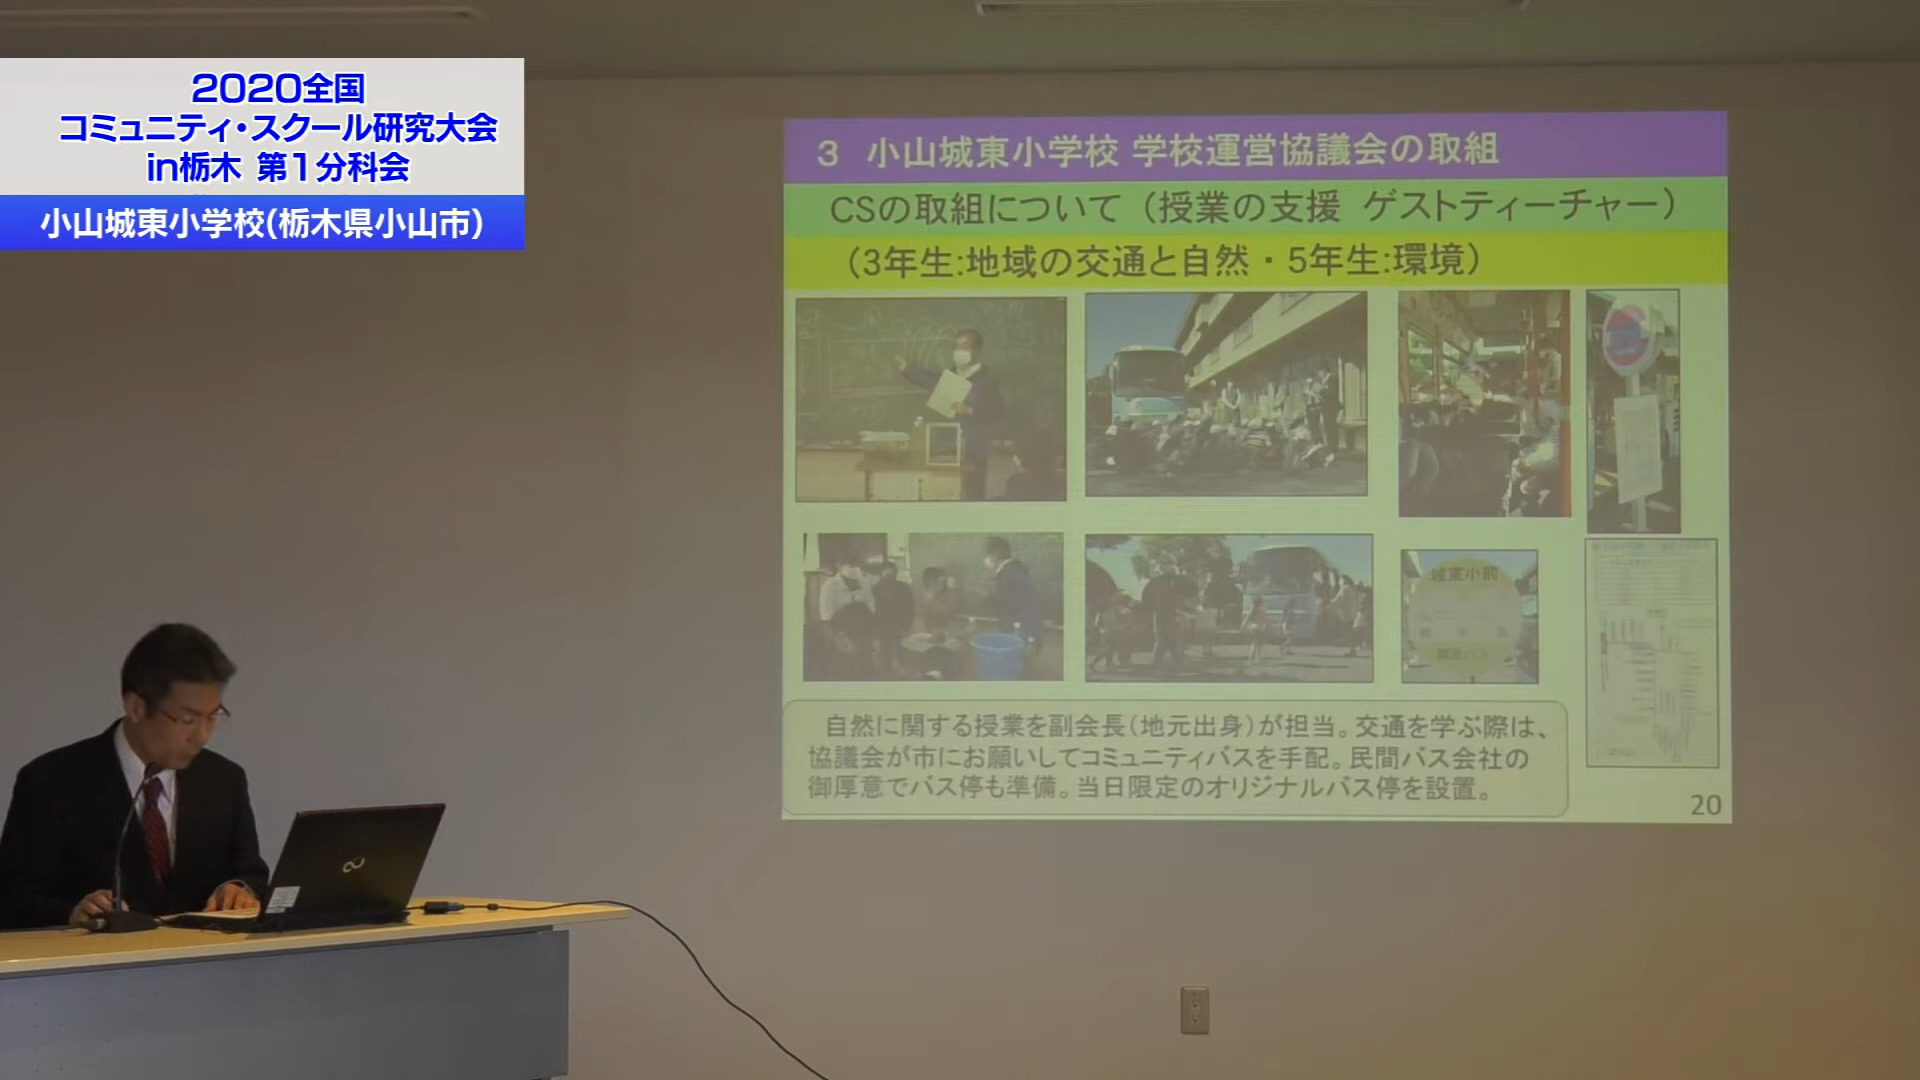 2020全国
コミュニティ・スクール研究大会
in栃木 第1分科会
小山城東小学校(栃木県小山市)
3 小山城東小学校 学校運営協議会の取組
CSの取組について（授業の支援 ゲストティーチャー）
（3年生:地域の交通と自然・5年生:環境）
城東小前
自然に関する授業を副会長（地元出身）が担当。交通を学ぶ際は、
協議会が市にお願いしてコミュニティバスを手配。民間バス会社の
御厚意でバス停も準備。当日限定のオリジナルバス停を設置。
20